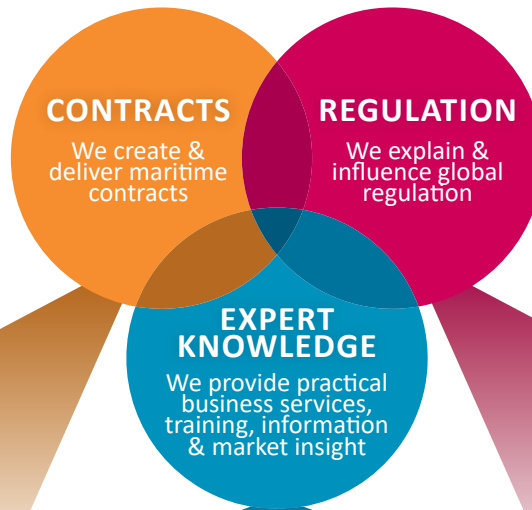 CONTRACTS
We create &
deliver maritime
contracts
REGULATION
We explain &
influence global
regulation
EXPERT
KNOWLEDGE
We provide practical
business services,
training, information
& market insight